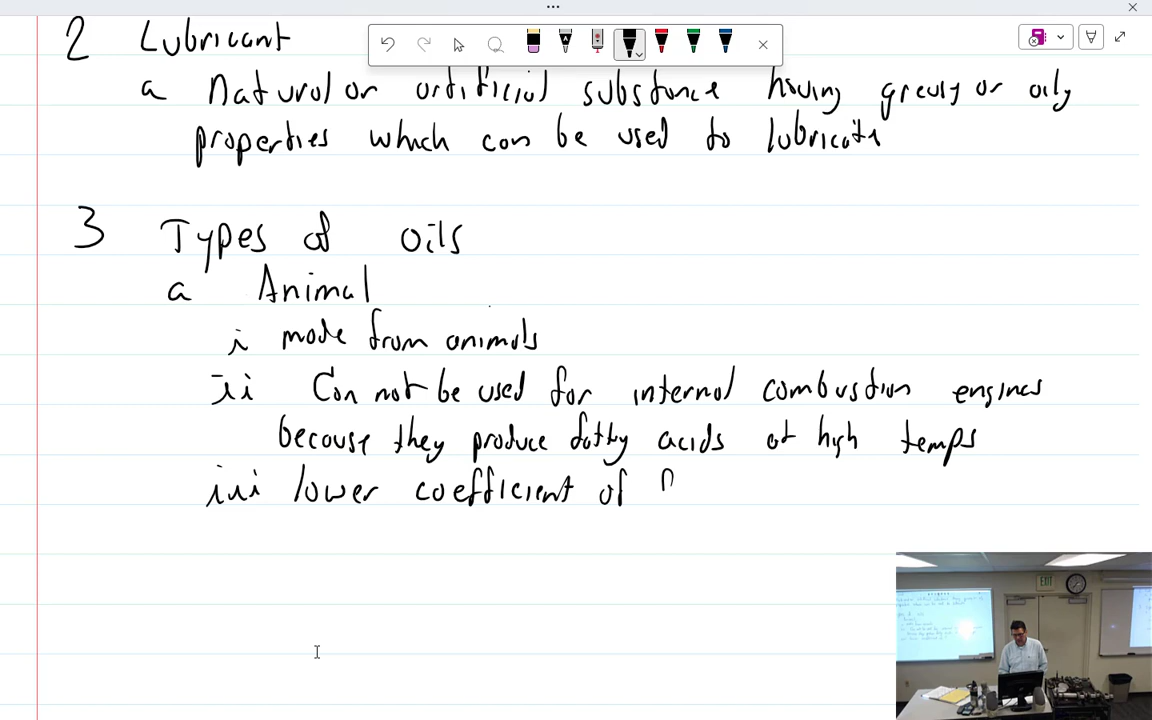 2 Lubricant
a Natural or artificial substance having greasy or oily
properties which can be used to lubricate
3 Types of oils
a Animal
i made from animals
ii Can not be used for internal combustion engines
because they produce fatty acids at high temps
iii lower coefficient of
EXIT